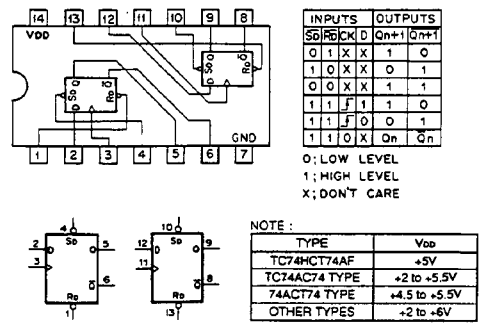 14 13 12 11 10 9 8
VDD
SD Q Q̅
D RD
SD Q Q̅
D RD
GND
1 2 3 4 5 6 7
INPUTS OUTPUTS
S̅D̅ R̅D̅ CK D Qn+1 Q̅n+1
0 1 X X 1 0
1 0 X X 0 1
0 0 X X 1 1
1 1 1 1 0
1 1 0 0 1
1 1 0 X Qn Q̅n
0; LOW LEVEL
1; HIGH LEVEL
X; DON'T CARE
4 10
2 D SD Q 5 12 D SD Q 9
3 11
Q̅ 6 Q̅ 8
RD RD
1 13
NOTE :
TYPE VDD
TC74HCT74AF +5V
TC74AC74 TYPE +2 to +5.5V
74ACT74 TYPE +4.5 to +5.5V
OTHER TYPES +2 to +6V